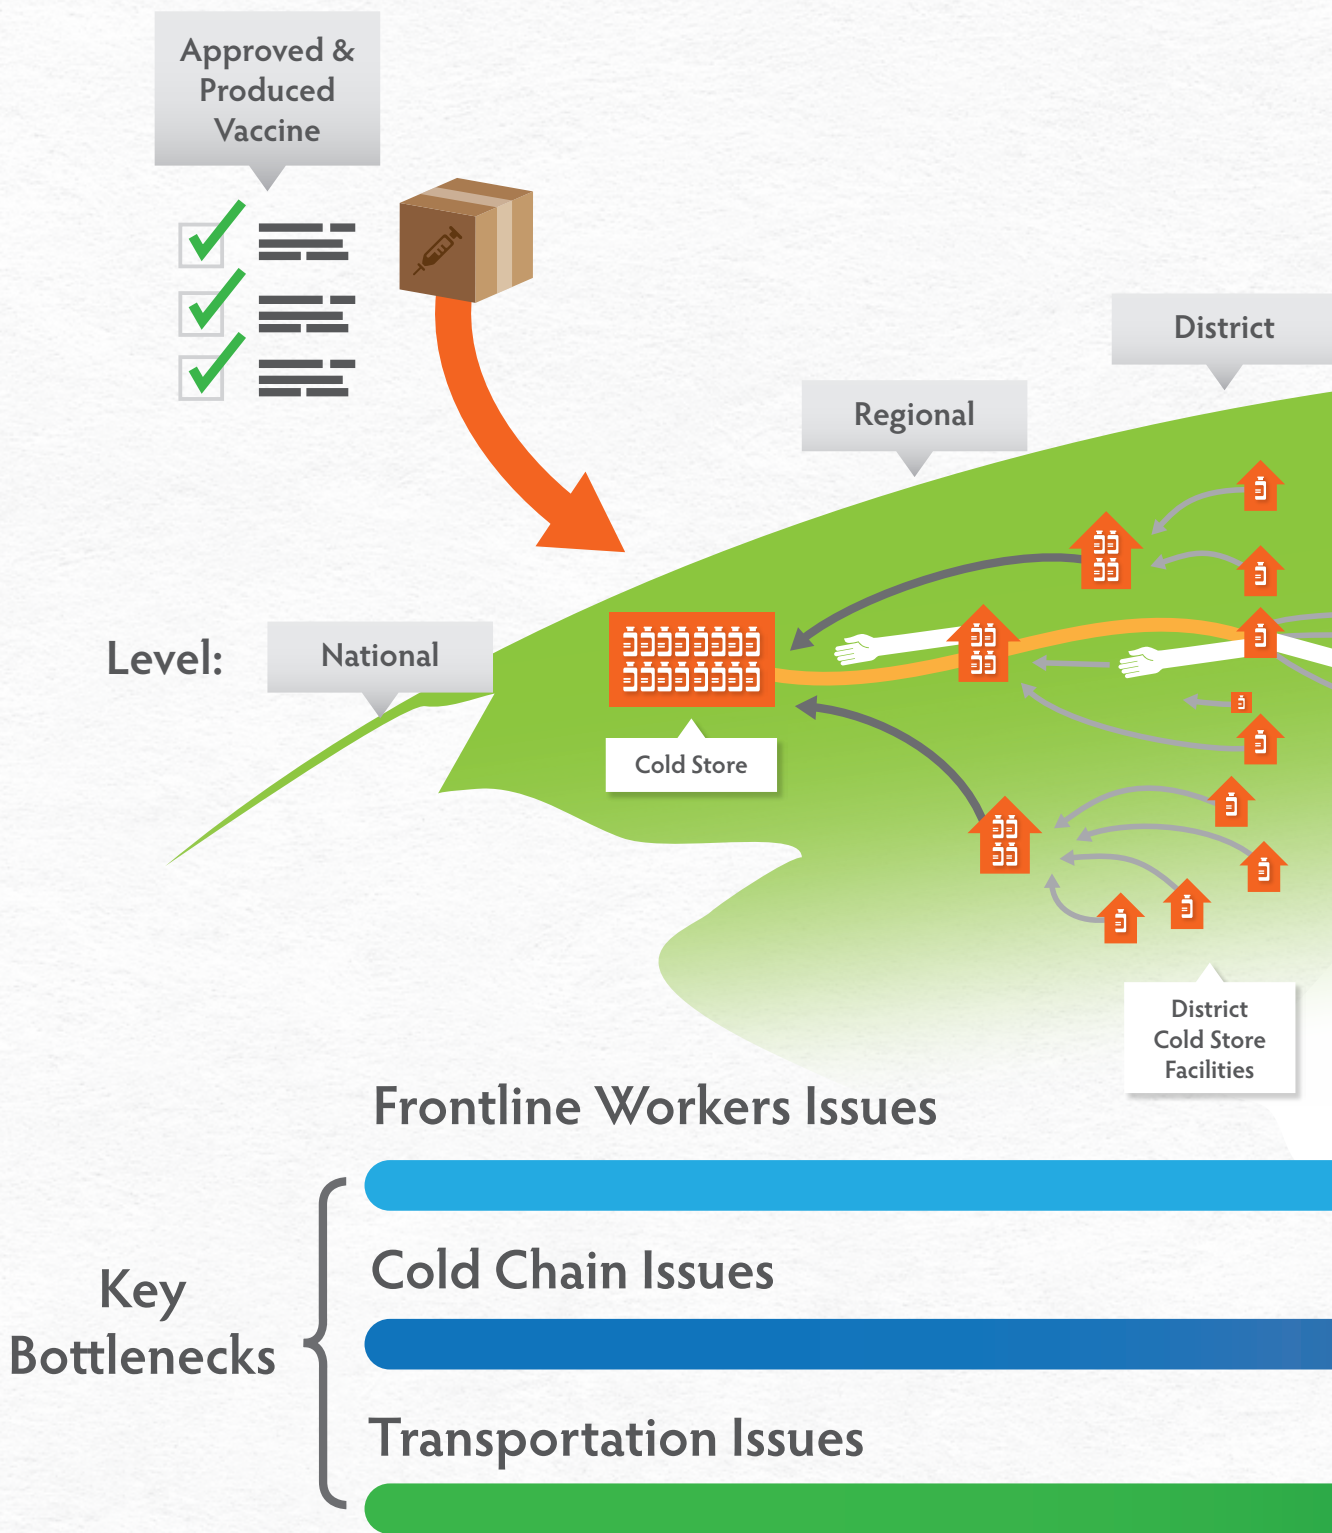 Approved &
Produced
Vaccine
District
Regional
Level:
National
Cold Store
District
Cold Store
Facilities
Frontline Workers Issues
Cold Chain Issues
Key
Bottlenecks
Transportation Issues